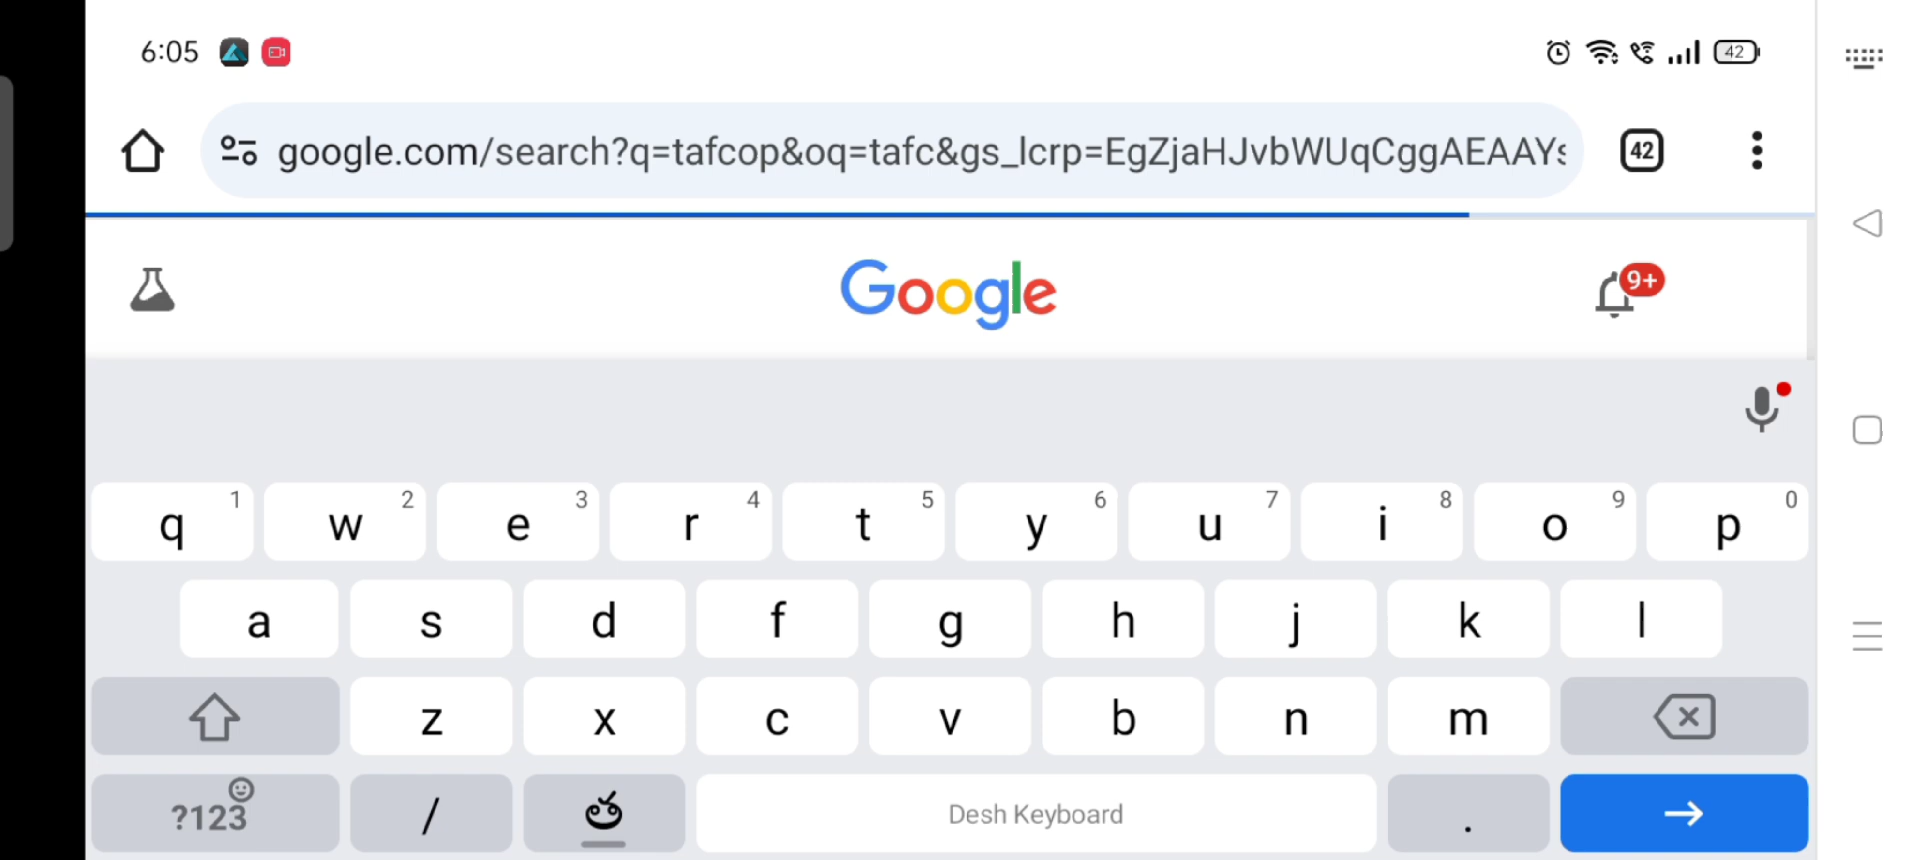 6:05 42
google.com/search?q=tafcop&oq=tafc&gs_lcrp=EgZjaHJvbWUqCggAEAAYs 42
Google 9+
q 1 w 2 e 3 r 4 t 5 y 6 u 7 i 8 o 9 p 0
a s d f g h j k l
z x c v b n m
?123 / త Desh Keyboard .